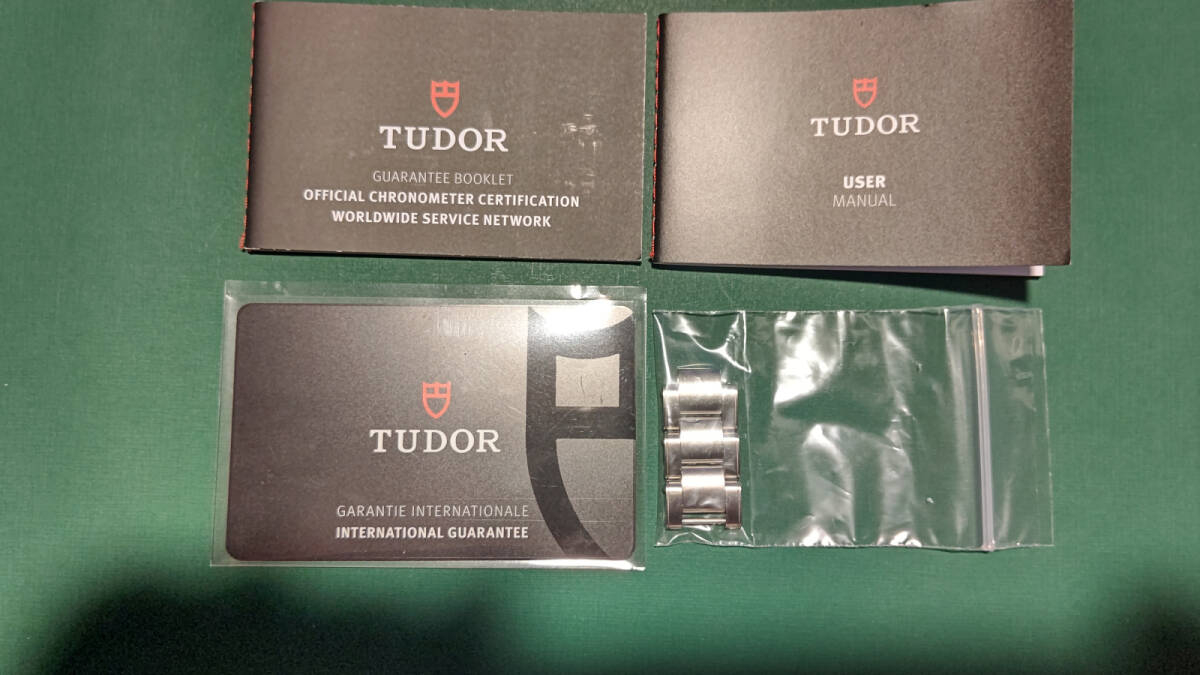 TUDOR
GUARANTEE BOOKLET
OFFICIAL CHRONOMETER CERTIFICATION
WORLDWIDE SERVICE NETWORK
TUDOR
USER
MANUAL
TUDOR
GARANTIE INTERNATIONALE
INTERNATIONAL GUARANTEE